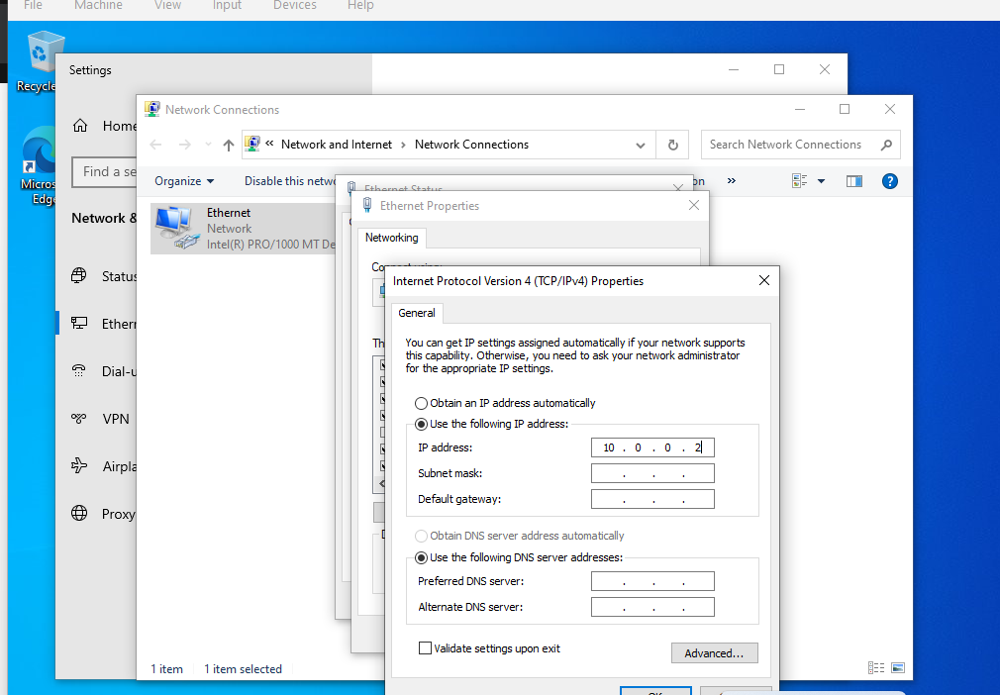 File Machine View Input Devices Help
Recycle
Settings
Home
Find a se
Network &
Status
Ethern
Dial-u
VPN
Airpla
Proxy
Micros
Edge
Network Connections
« Network and Internet › Network Connections
Search Network Connections
Organize Disable this netwo on »
Ethernet
Network
Intel(R) PRO/1000 MT De
1 item 1 item selected
Ethernet Status
Ethernet Properties
Networking
Connect using:
Th
Internet Protocol Version 4 (TCP/IPv4) Properties
General
You can get IP settings assigned automatically if your network supports
this capability. Otherwise, you need to ask your network administrator
for the appropriate IP settings.
Obtain an IP address automatically
Use the following IP address:
IP address: 10 . 0 . 0 . 2
Subnet mask: . . .
Default gateway: . . .
Obtain DNS server address automatically
Use the following DNS server addresses:
Preferred DNS server: . . .
Alternate DNS server: . . .
Validate settings upon exit
Advanced...
OK